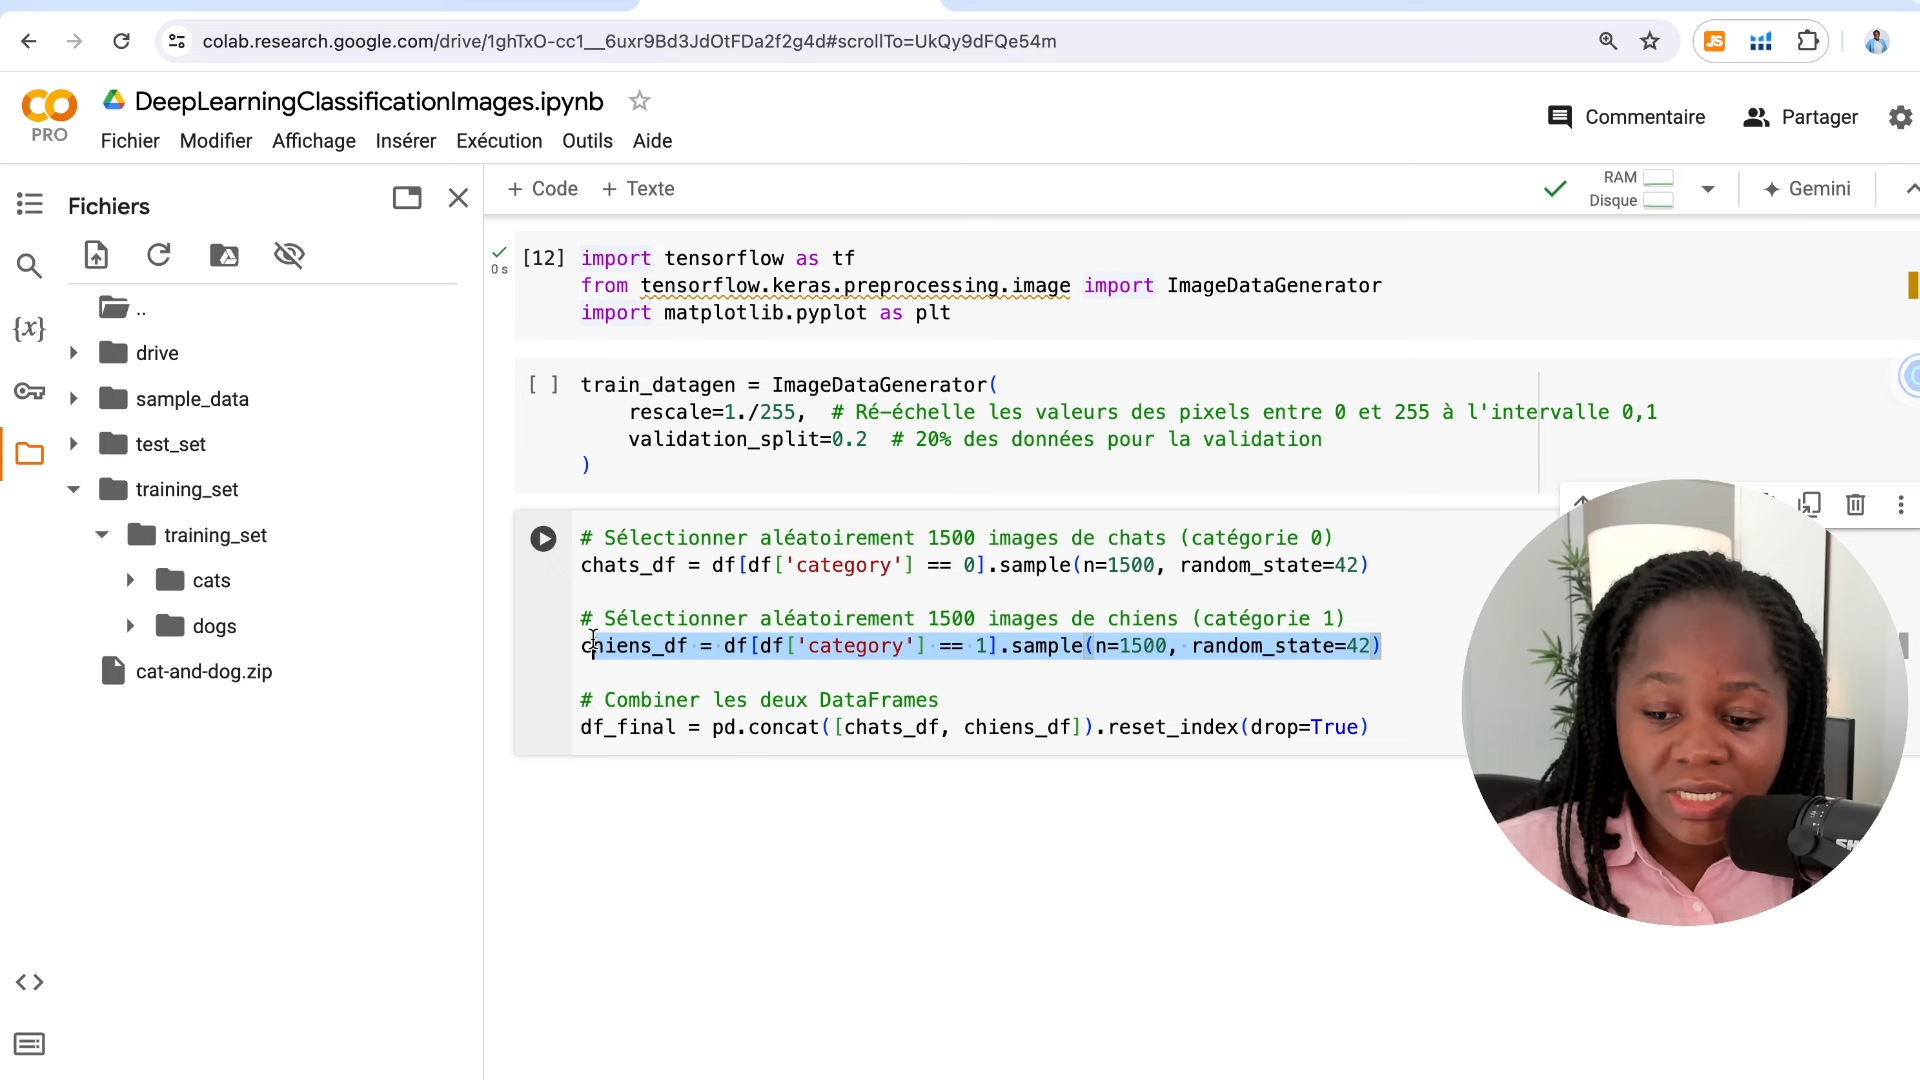 colab.research.google.com/drive/1ghTxO-cc1__6uxr9Bd3JdOtFDa2f2g4d#scrollTo=UkQy9dFQe54m
JS
PRO
DeepLearningClassificationImages.ipynb
Fichier Modifier Affichage Insérer Exécution Outils Aide
Commentaire
Partager
Fichiers
+ Code + Texte
RAM
Disque
Gemini
..
drive
sample_data
test_set
training_set
training_set
cats
dogs
cat-and-dog.zip
{x}
0 s
[12] import tensorflow as tf
from tensorflow.keras.preprocessing.image import ImageDataGenerator
import matplotlib.pyplot as plt
[ ] train_datagen = ImageDataGenerator(
rescale=1./255, # Ré-échelle les valeurs des pixels entre 0 et 255 à l'intervalle 0,1
validation_split=0.2 # 20% des données pour la validation
)
# Sélectionner aléatoirement 1500 images de chats (catégorie 0)
chats_df = df[df['category'] == 0].sample(n=1500, random_state=42)
# Sélectionner aléatoirement 1500 images de chiens (catégorie 1)
chiens_df = df[df['category'] == 1].sample(n=1500, random_state=42)
# Combiner les deux DataFrames
df_final = pd.concat([chats_df, chiens_df]).reset_index(drop=True)